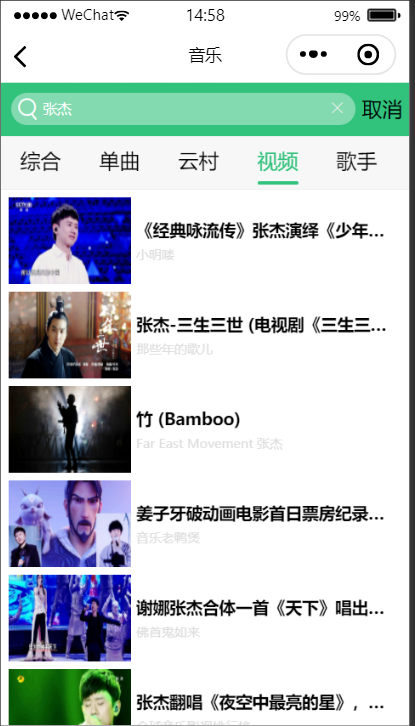 WeChat 14:58 99%
音乐
张杰 取消
综合 单曲 云村 视频 歌手
《经典咏流传》张杰演绎《少年...
小明喽
张杰-三生三世 (电视剧《三生三...
那些年的歌儿
竹 (Bamboo)
Far East Movement 张杰
姜子牙破动画电影首日票房纪录...
音乐老鸭煲
谢娜张杰合体一首《天下》唱出...
佛首鬼如来
张杰翻唱《夜空中最亮的星》，...